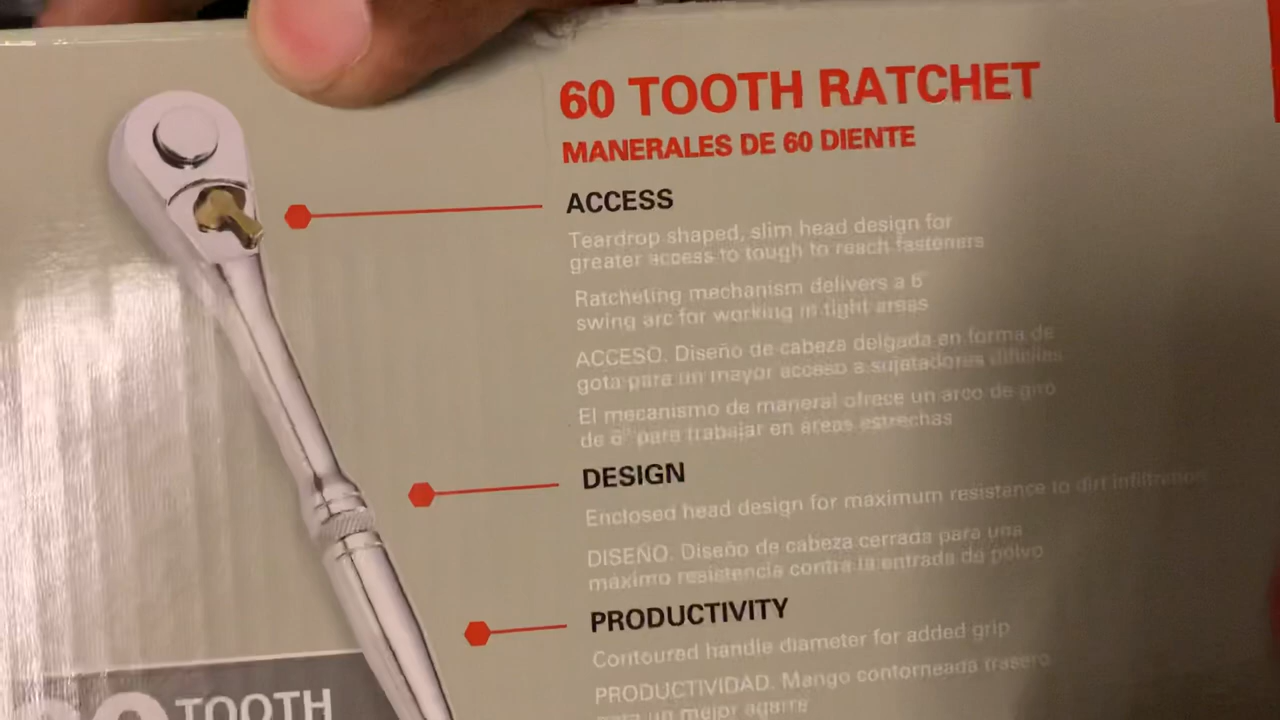 60 TOOTH RATCHET
MANERALES DE 60 DIENTE
ACCESS
Teardrop shaped, slim head design for
greater access to tough to reach fasteners
Ratcheting mechanism delivers a 6°
swing arc for working in tight areas
ACCESO. Diseño de cabeza delgada en forma de
gota para un mayor acceso a sujetadores difíciles
El mecanismo de maneral ofrece un arco de giro
de 6° para trabajar en áreas estrechas
DESIGN
Enclosed head design for maximum resistance to dirt infiltration
DISEÑO. Diseño de cabeza cerrada para una
máximo resistencia contra la entrada de polvo
PRODUCTIVITY
Contoured handle diameter for added grip
PRODUCTIVIDAD. Mango contorneada trasero
para un mejor agarre
TOOTH